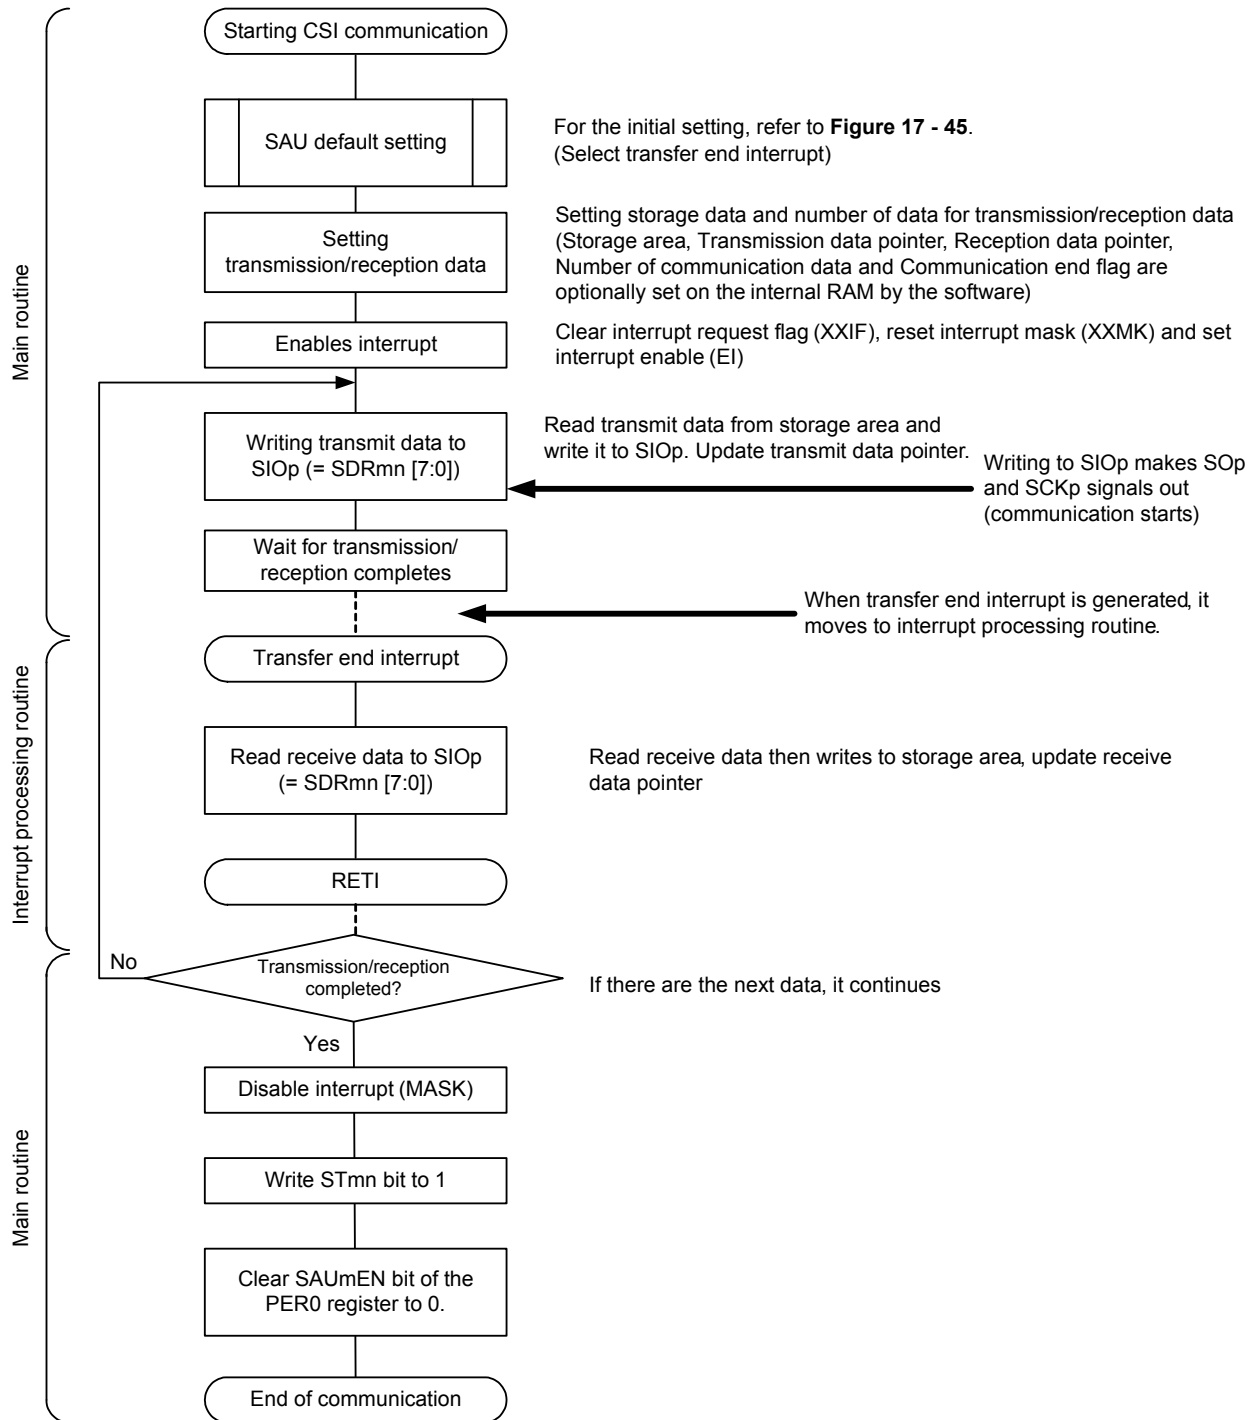 Starting CSI communication
SAU default setting
For the initial setting, refer to Figure 17 - 45.
(Select transfer end interrupt)
Setting
transmission/reception data
Setting storage data and number of data for transmission/reception data
(Storage area, Transmission data pointer, Reception data pointer,
Number of communication data and Communication end flag are
optionally set on the internal RAM by the software)
Enables interrupt
Clear interrupt request flag (XXIF), reset interrupt mask (XXMK) and set
interrupt enable (EI)
Main routine
Writing transmit data to
SIOp (= SDRmn [7:0])
Read transmit data from storage area and
write it to SIOp. Update transmit data pointer.
Writing to SIOp makes SOp
and SCKp signals out
(communication starts)
Wait for transmission/
reception completes
When transfer end interrupt is generated, it
moves to interrupt processing routine.
Transfer end interrupt
Interrupt processing routine
Read receive data to SIOp
(= SDRmn [7:0])
Read receive data then writes to storage area, update receive
data pointer
RETI
No
Transmission/reception
completed?
If there are the next data, it continues
Yes
Disable interrupt (MASK)
Main routine
Write STmn bit to 1
Clear SAUmEN bit of the
PER0 register to 0.
End of communication